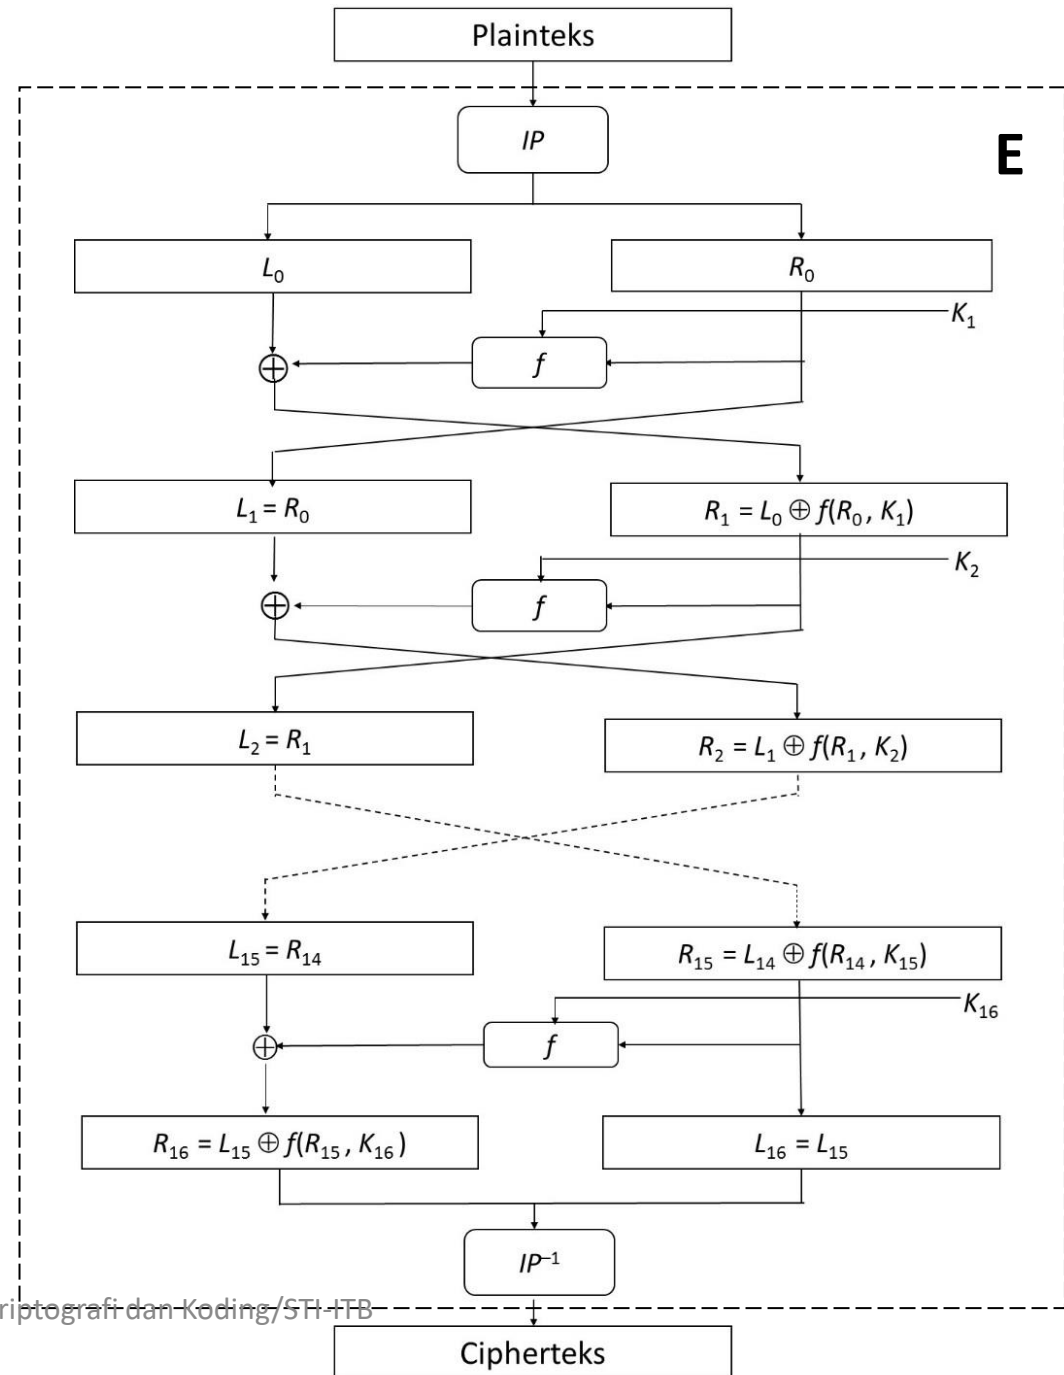 Plainteks
IP
E
L₀
R₀
K₁
f
⊕
L₁ = R₀
R₁ = L₀ ⊕ f(R₀ , K₁)
K₂
f
⊕
L₂ = R₁
R₂ = L₁ ⊕ f(R₁ , K₂)
L₁₅ = R₁₄
R₁₅ = L₁₄ ⊕ f(R₁₄ , K₁₅)
K₁₆
f
⊕
R₁₆ = L₁₅ ⊕ f(R₁₅ , K₁₆ )
L₁₆ = L₁₅
IP⁻¹
riptografi dan Koding/STI-ITB
Cipherteks